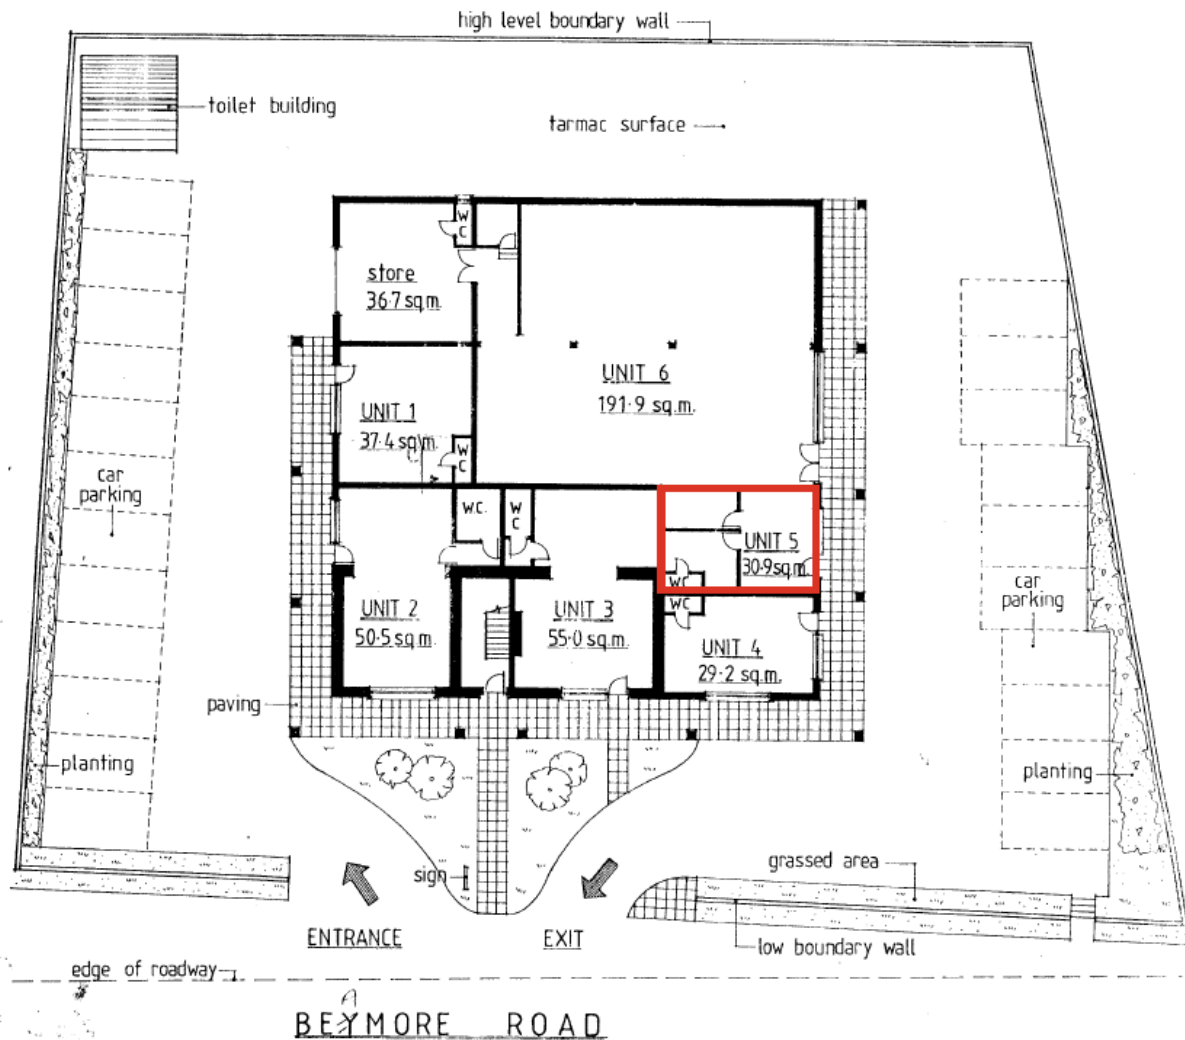 high level boundary wall
toilet building
tarmac surface
W
C
store
36.7 sq.m.
UNIT 6
191.9 sq.m.
UNIT 1
37.4 sq.m.
W
C
car
parking
W.C.
W
C
UNIT 5
30.9sq.m.
WC
WC
car
parking
UNIT 2
50.5 sq.m.
UNIT 3
55.0 sq.m.
UNIT 4
29.2 sq.m.
paving
planting
planting
sign
grassed area
ENTRANCE
EXIT
low boundary wall
edge of roadway
A
BEYMORE ROAD